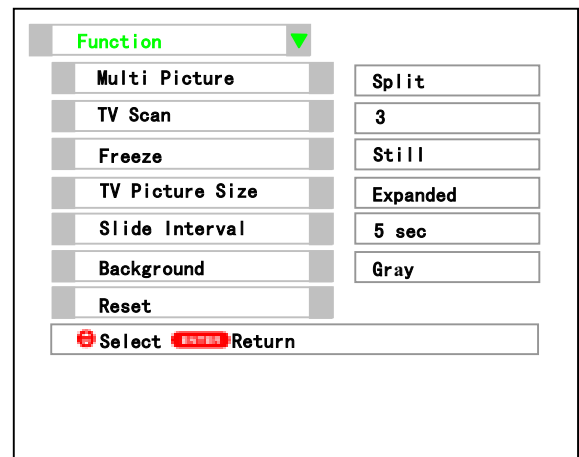 Function
Multi Picture Split
TV Scan 3
Freeze Still
TV Picture Size Expanded
Slide Interval 5 sec
Background Gray
Reset
Select ENTER Return